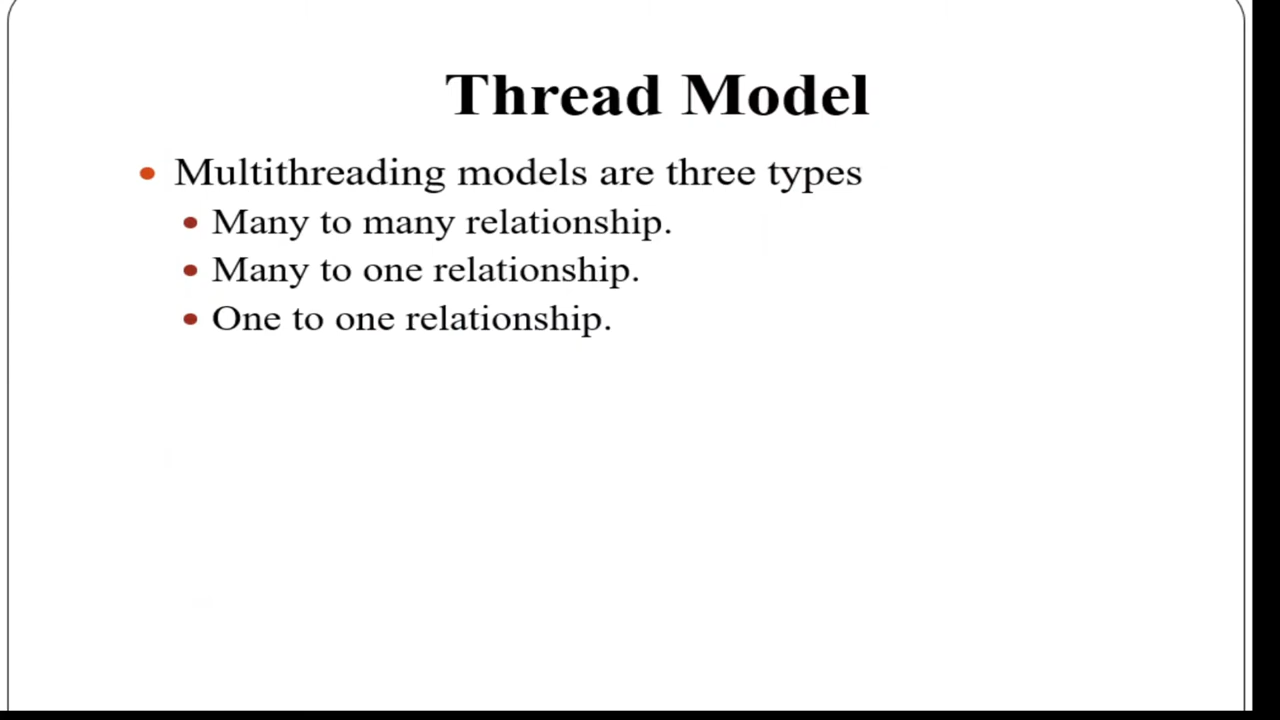 Thread Model
Multithreading models are three types
Many to many relationship.
Many to one relationship.
One to one relationship.